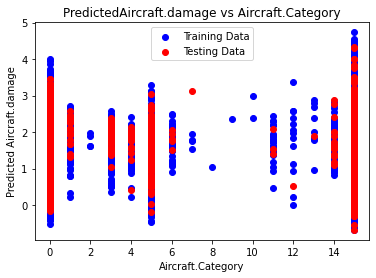 PredictedAircraft.damage vs Aircraft.Category
Training Data
Testing Data
Predicted Aircraft.damage
5
4
3
2
1
0
0 2 4 6 8 10 12 14
Aircraft.Category